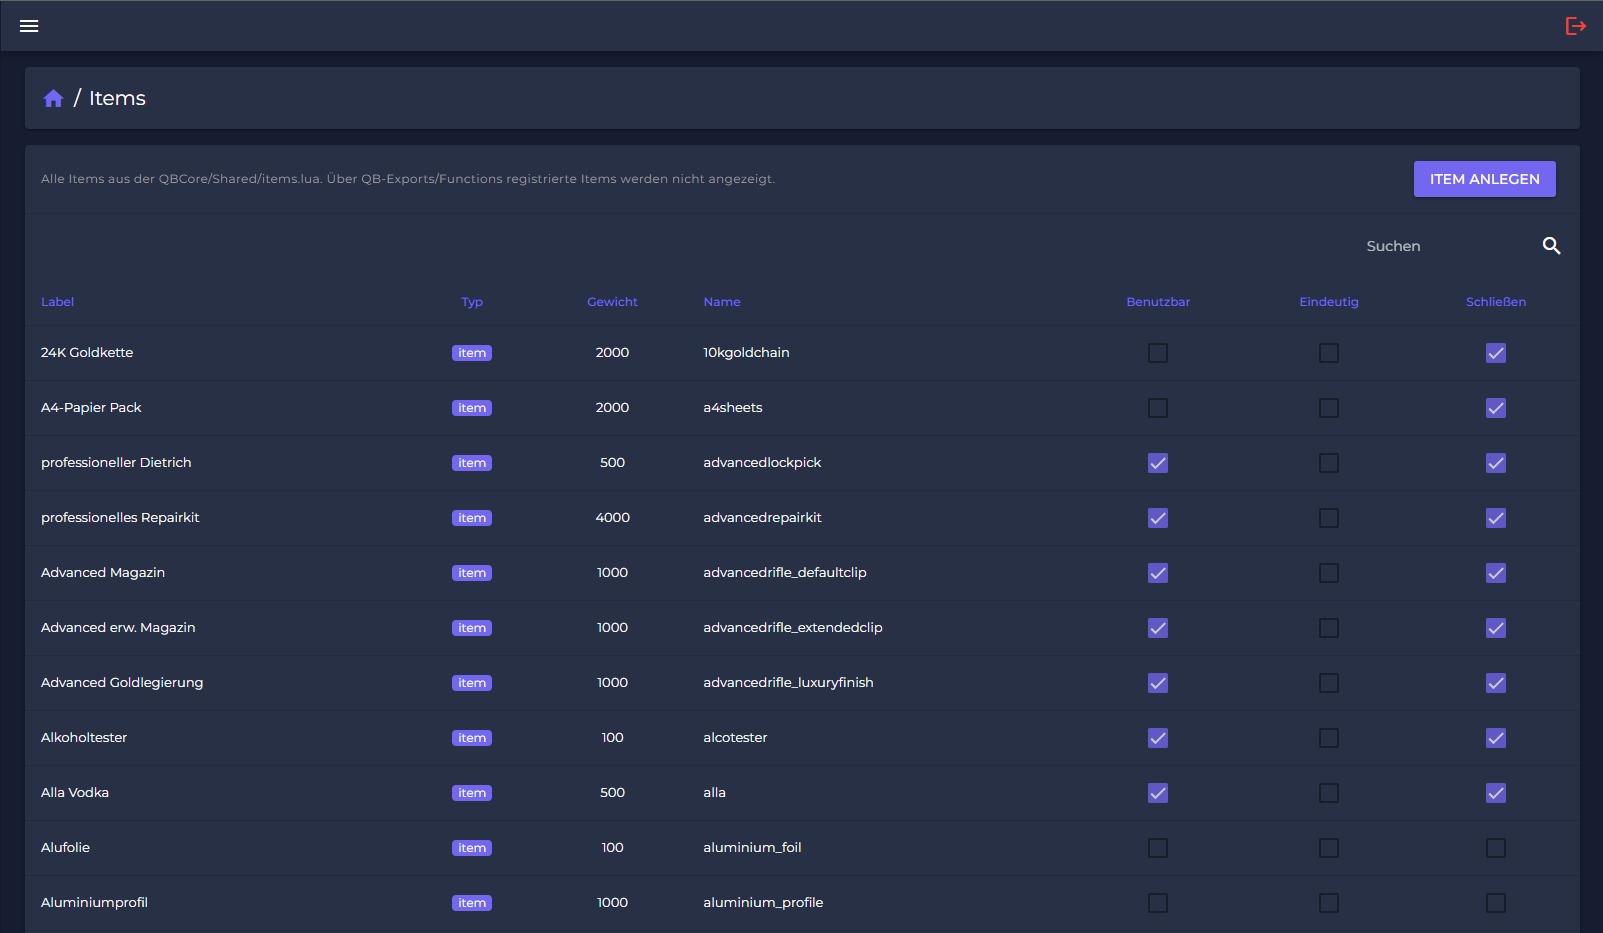 / Items
Alle Items aus der QBCore/Shared/items.lua. Über QB-Exports/Functions registrierte Items werden nicht angezeigt.
ITEM ANLEGEN
Suchen
Label Typ Gewicht Name Benutzbar Eindeutig Schließen
24K Goldkette item 2000 10kgoldchain
A4-Papier Pack item 2000 a4sheets
professioneller Dietrich item 500 advancedlockpick
professionelles Repairkit item 4000 advancedrepairkit
Advanced Magazin item 1000 advancedrifle_defaultclip
Advanced erw. Magazin item 1000 advancedrifle_extendedclip
Advanced Goldlegierung item 1000 advancedrifle_luxuryfinish
Alkoholtester item 100 alcotester
Alla Vodka item 500 alla
Alufolie item 100 aluminium_foil
Aluminiumprofil item 1000 aluminium_profile